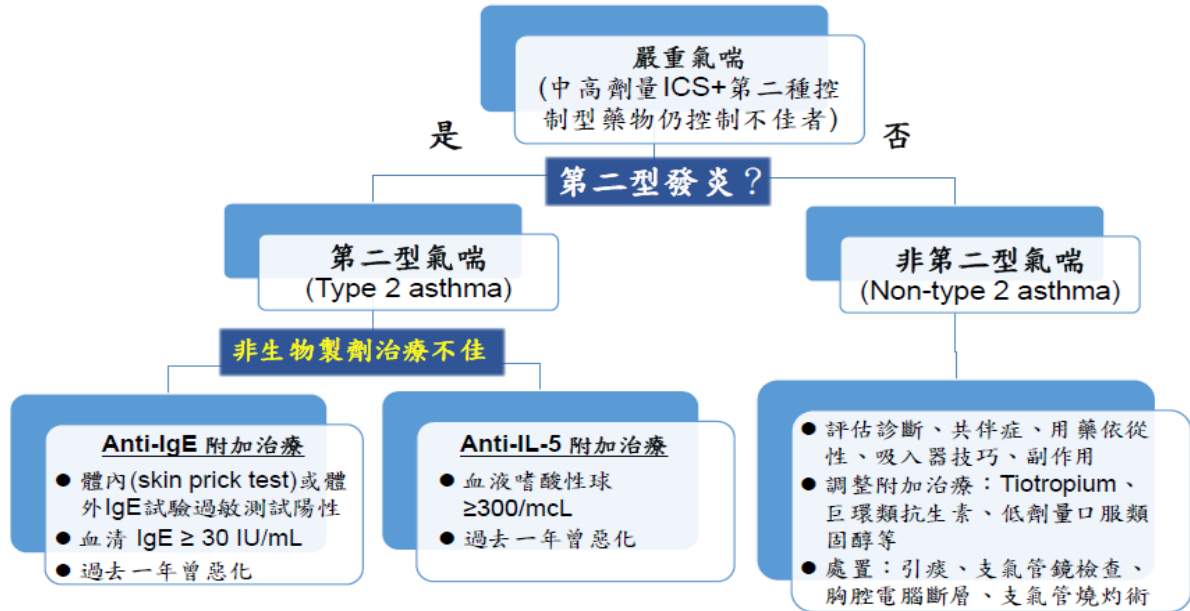 嚴重氣喘
(中高劑量ICS+第二種控
制型藥物仍控制不佳者)
是
否
第二型發炎？
第二型氣喘
(Type 2 asthma)
非第二型氣喘
(Non-type 2 asthma)
非生物製劑治療不佳
Anti-IgE 附加治療
● 體內(skin prick test)或體
外IgE試驗過敏測試陽性
● 血清 IgE ≥ 30 IU/mL
● 過去一年曾惡化
Anti-IL-5 附加治療
● 血液嗜酸性球
≥300/mcL
● 過去一年曾惡化
● 評估診斷、共伴症、用藥依從
性、吸入器技巧、副作用
● 調整附加治療：Tiotropium、
巨環類抗生素、低劑量口服類
固醇等
● 處置：引痰、支氣管鏡檢查、
胸腔電腦斷層、支氣管燒灼術